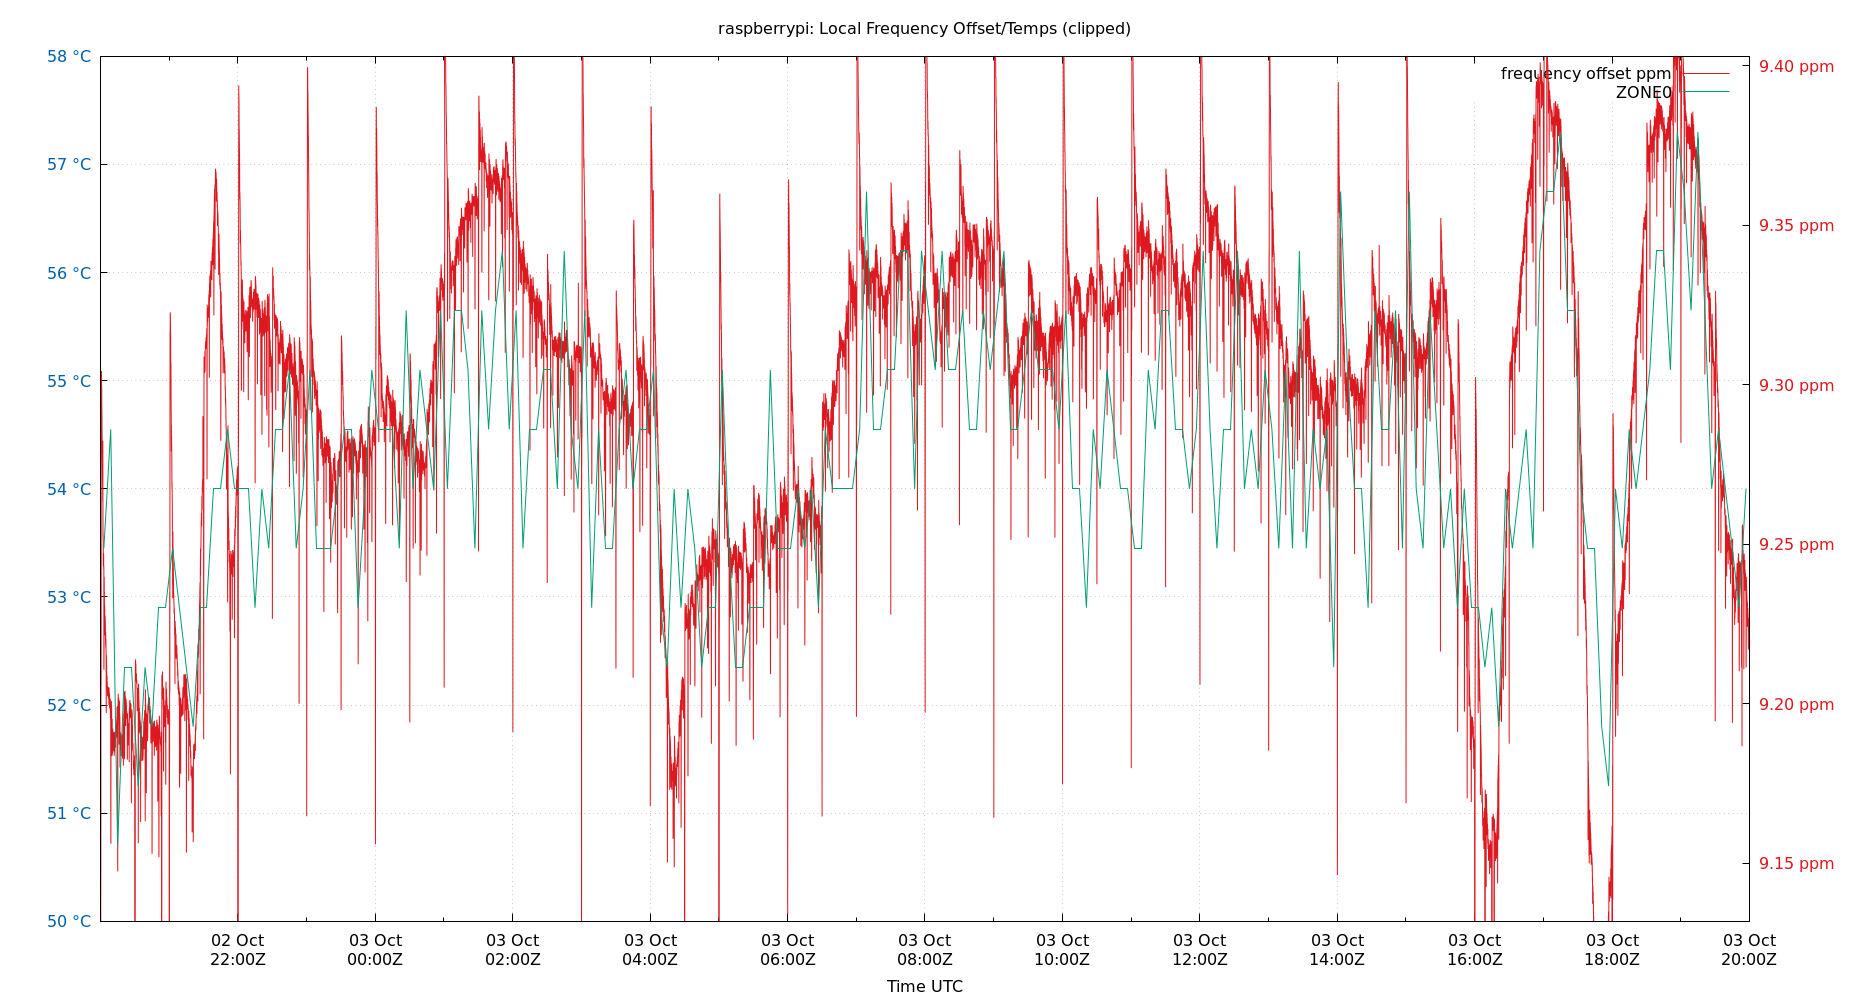 raspberrypi: Local Frequency Offset/Temps (clipped)
58 °C
57 °C
56 °C
55 °C
54 °C
53 °C
52 °C
51 °C
50 °C
frequency offset ppm
ZONE0
9.40 ppm
9.35 ppm
9.30 ppm
9.25 ppm
9.20 ppm
9.15 ppm
02 Oct 03 Oct 03 Oct 03 Oct 03 Oct 03 Oct 03 Oct 03 Oct 03 Oct 03 Oct 03 Oct 03 Oct
22:00Z 00:00Z 02:00Z 04:00Z 06:00Z 08:00Z 10:00Z 12:00Z 14:00Z 16:00Z 18:00Z 20:00Z
Time UTC